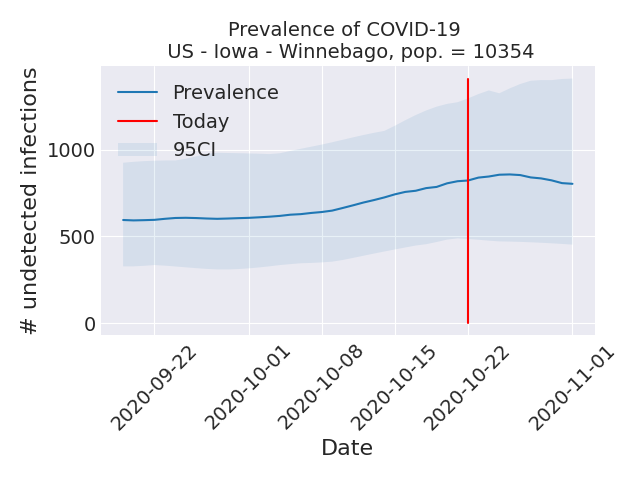 Prevalence of COVID-19
US - Iowa - Winnebago, pop. = 10354
Prevalence
Today
95CI
# undetected infections
1000
500
0
2020-09-22
2020-10-01
2020-10-08
2020-10-15
2020-10-22
2020-11-01
Date